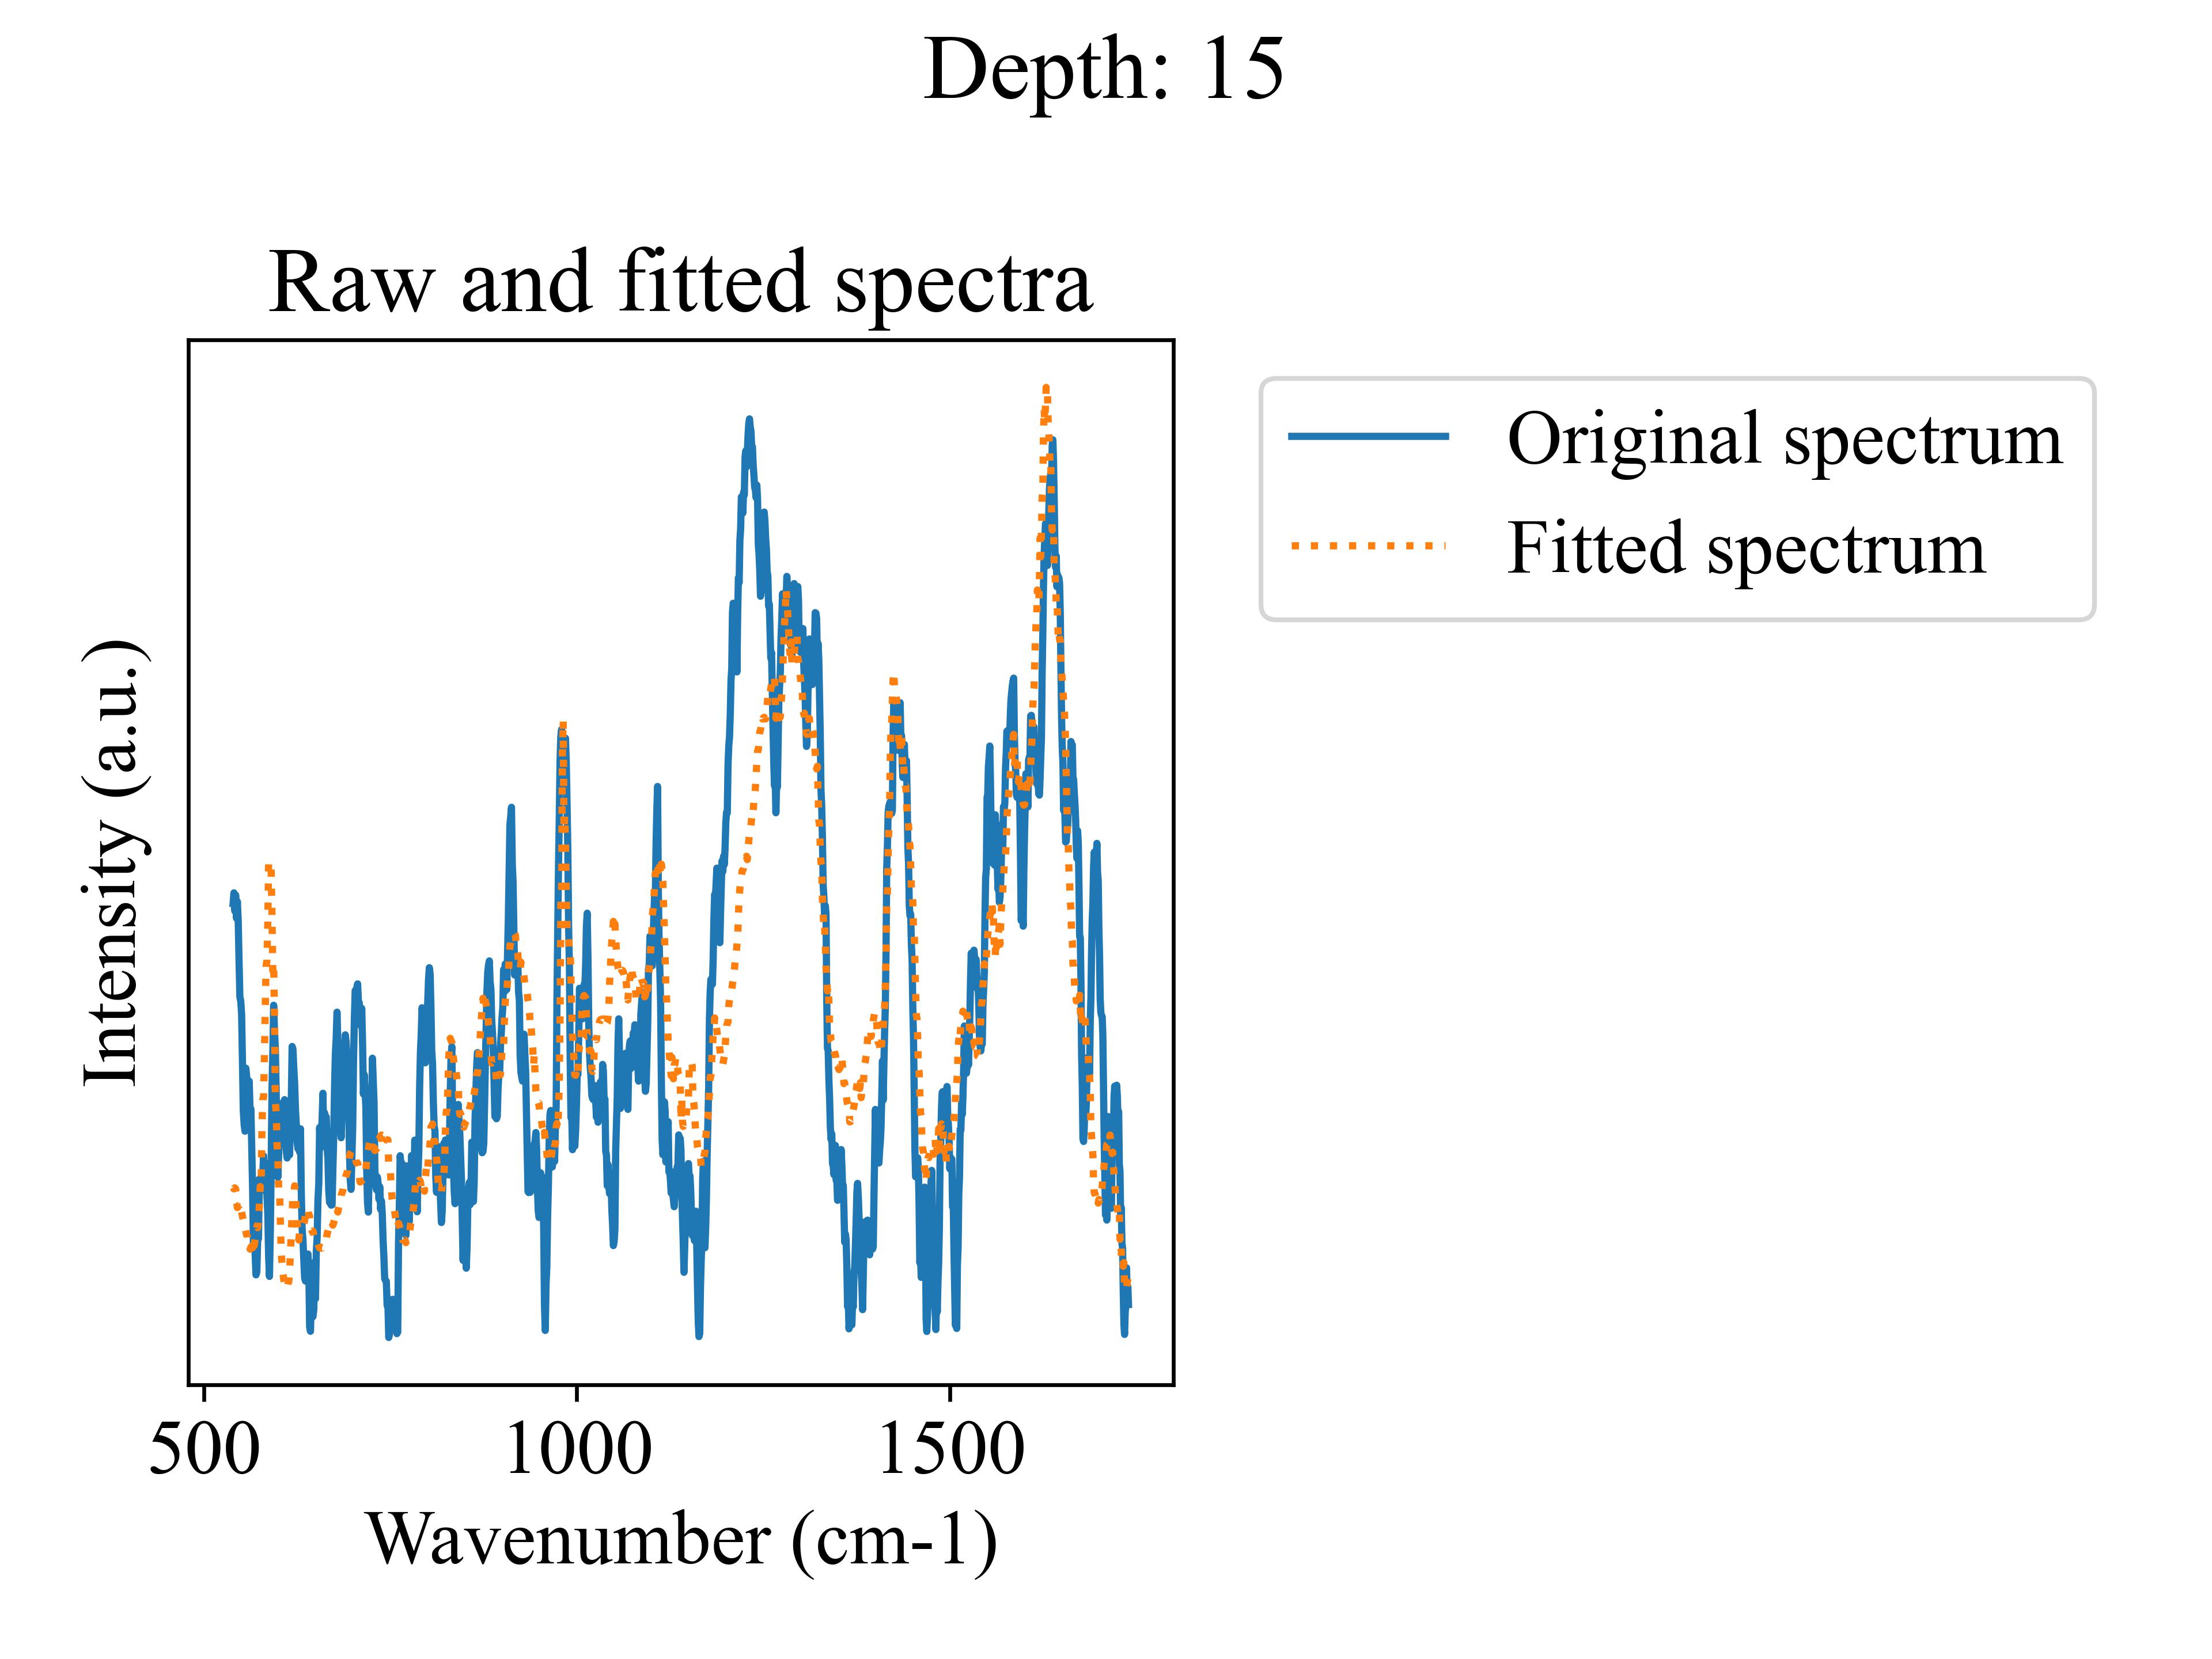 Depth: 15
Raw and fitted spectra
Original spectrum
Fitted spectrum
Intensity (a.u.)
500 1000 1500
Wavenumber (cm-1)